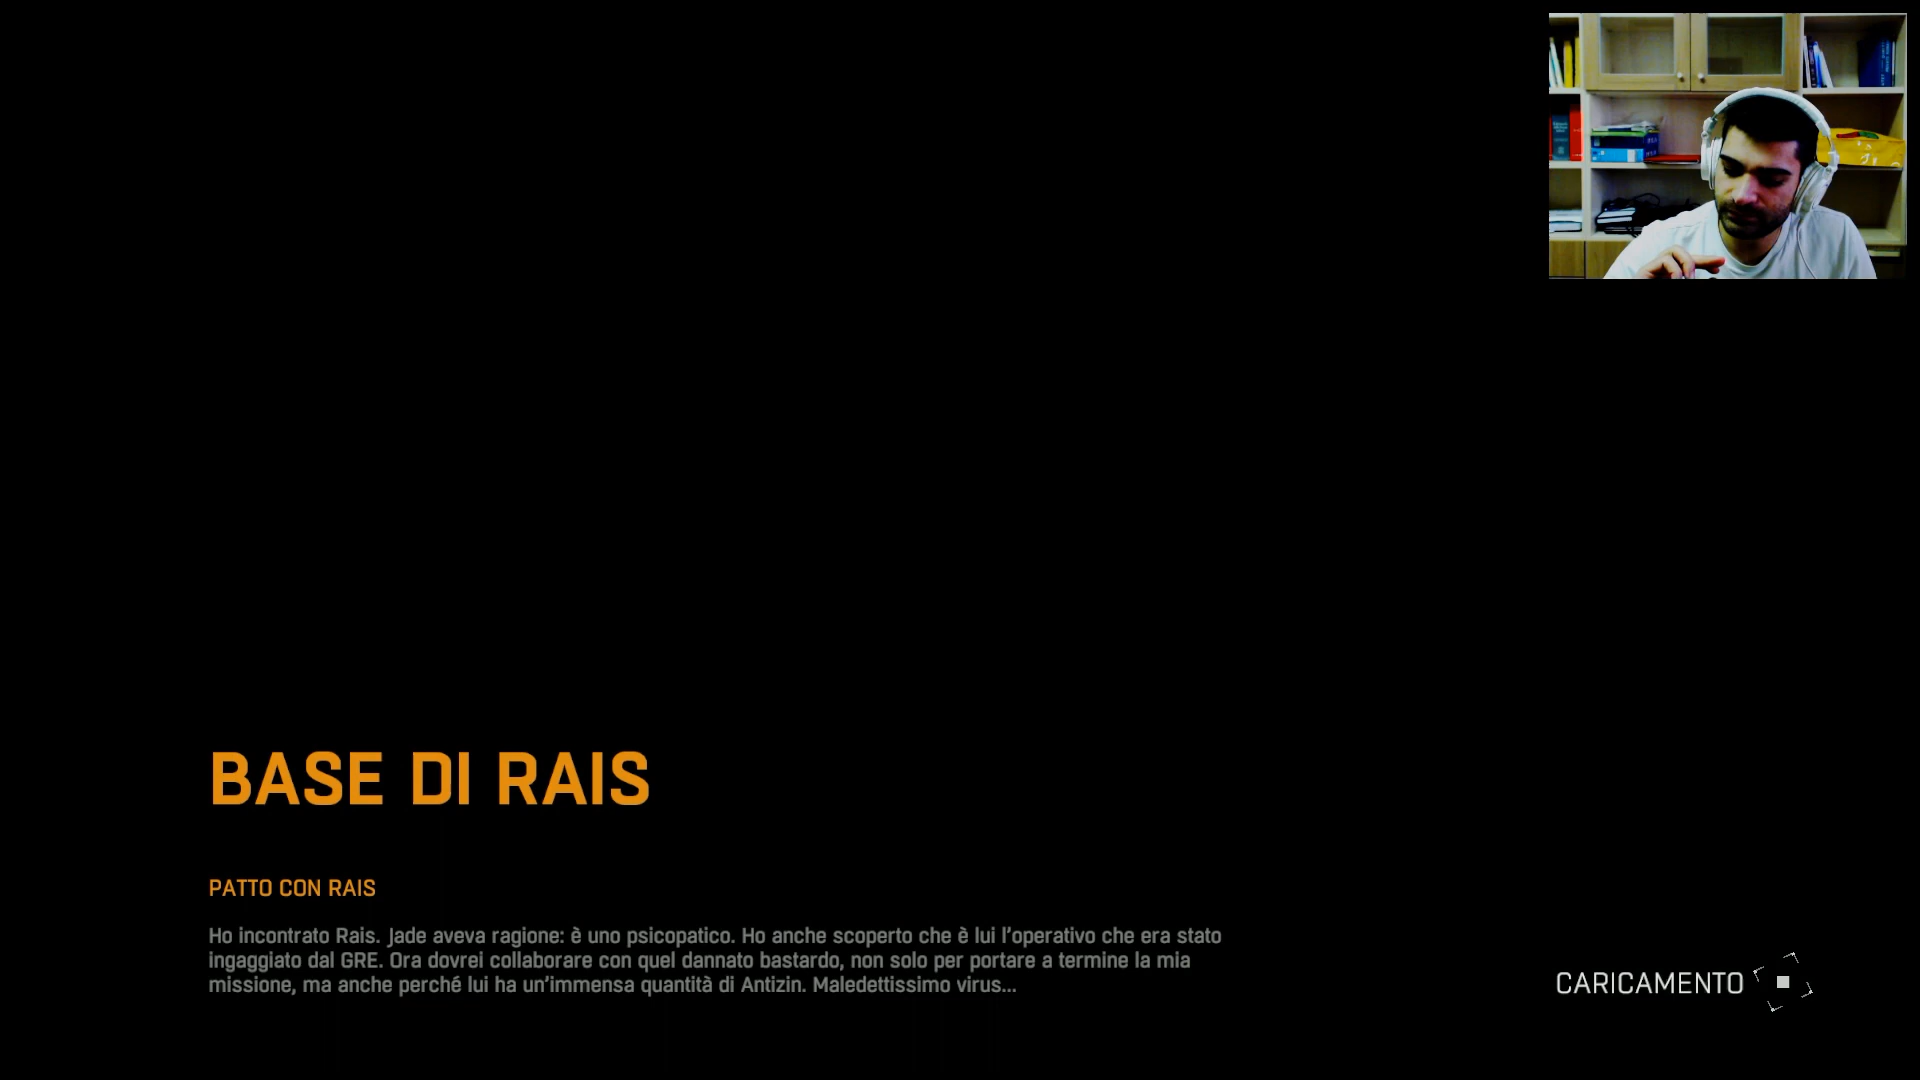 BASE DI RAIS
PATTO CON RAIS
Ho incontrato Rais. Jade aveva ragione: è uno psicopatico. Ho anche scoperto che è lui l'operativo che era stato
ingaggiato dal GRE. Ora dovrei collaborare con quel dannato bastardo, non solo per portare a termine la mia
missione, ma anche perché lui ha un'immensa quantità di Antizin. Maledettissimo virus...
CARICAMENTO